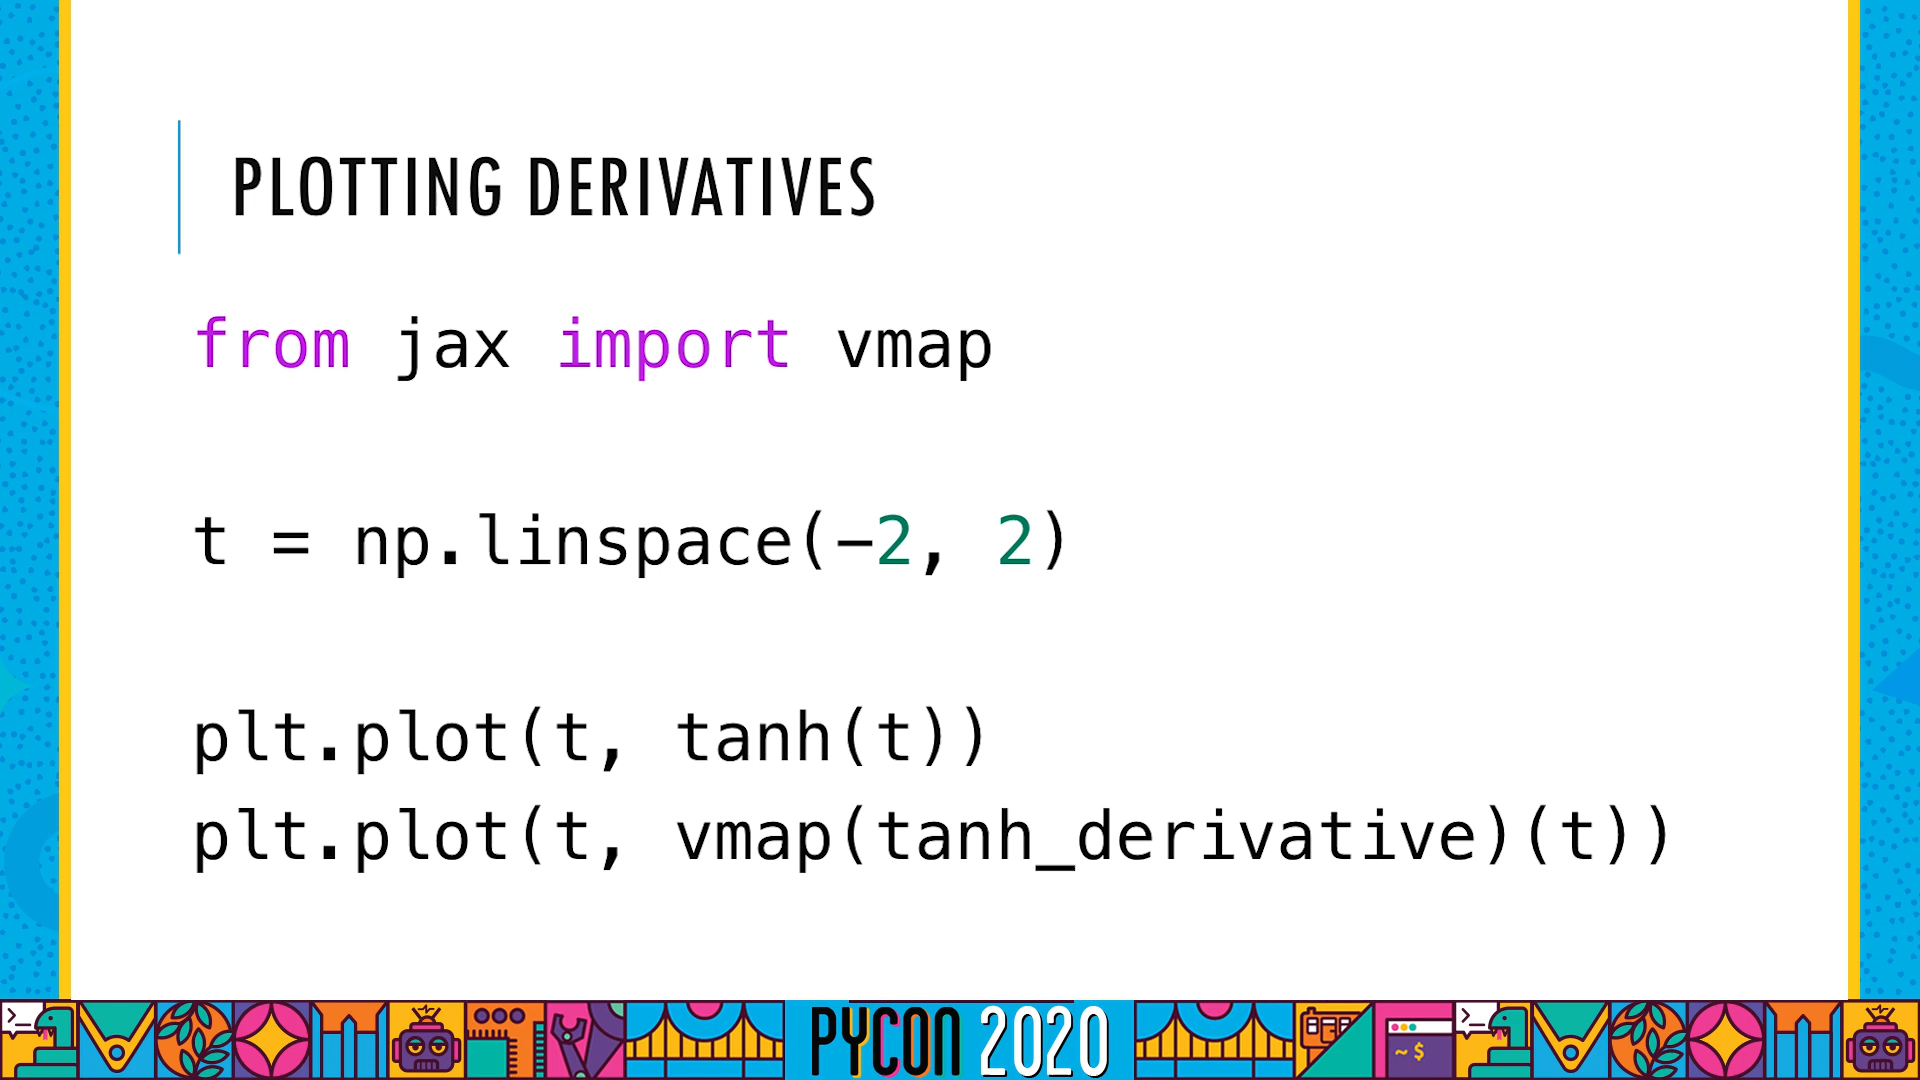 PLOTTING DERIVATIVES
from jax import vmap
t = np.linspace(-2, 2)
plt.plot(t, tanh(t))
plt.plot(t, vmap(tanh_derivative)(t))
>_
PYCON 2020
~$
>_